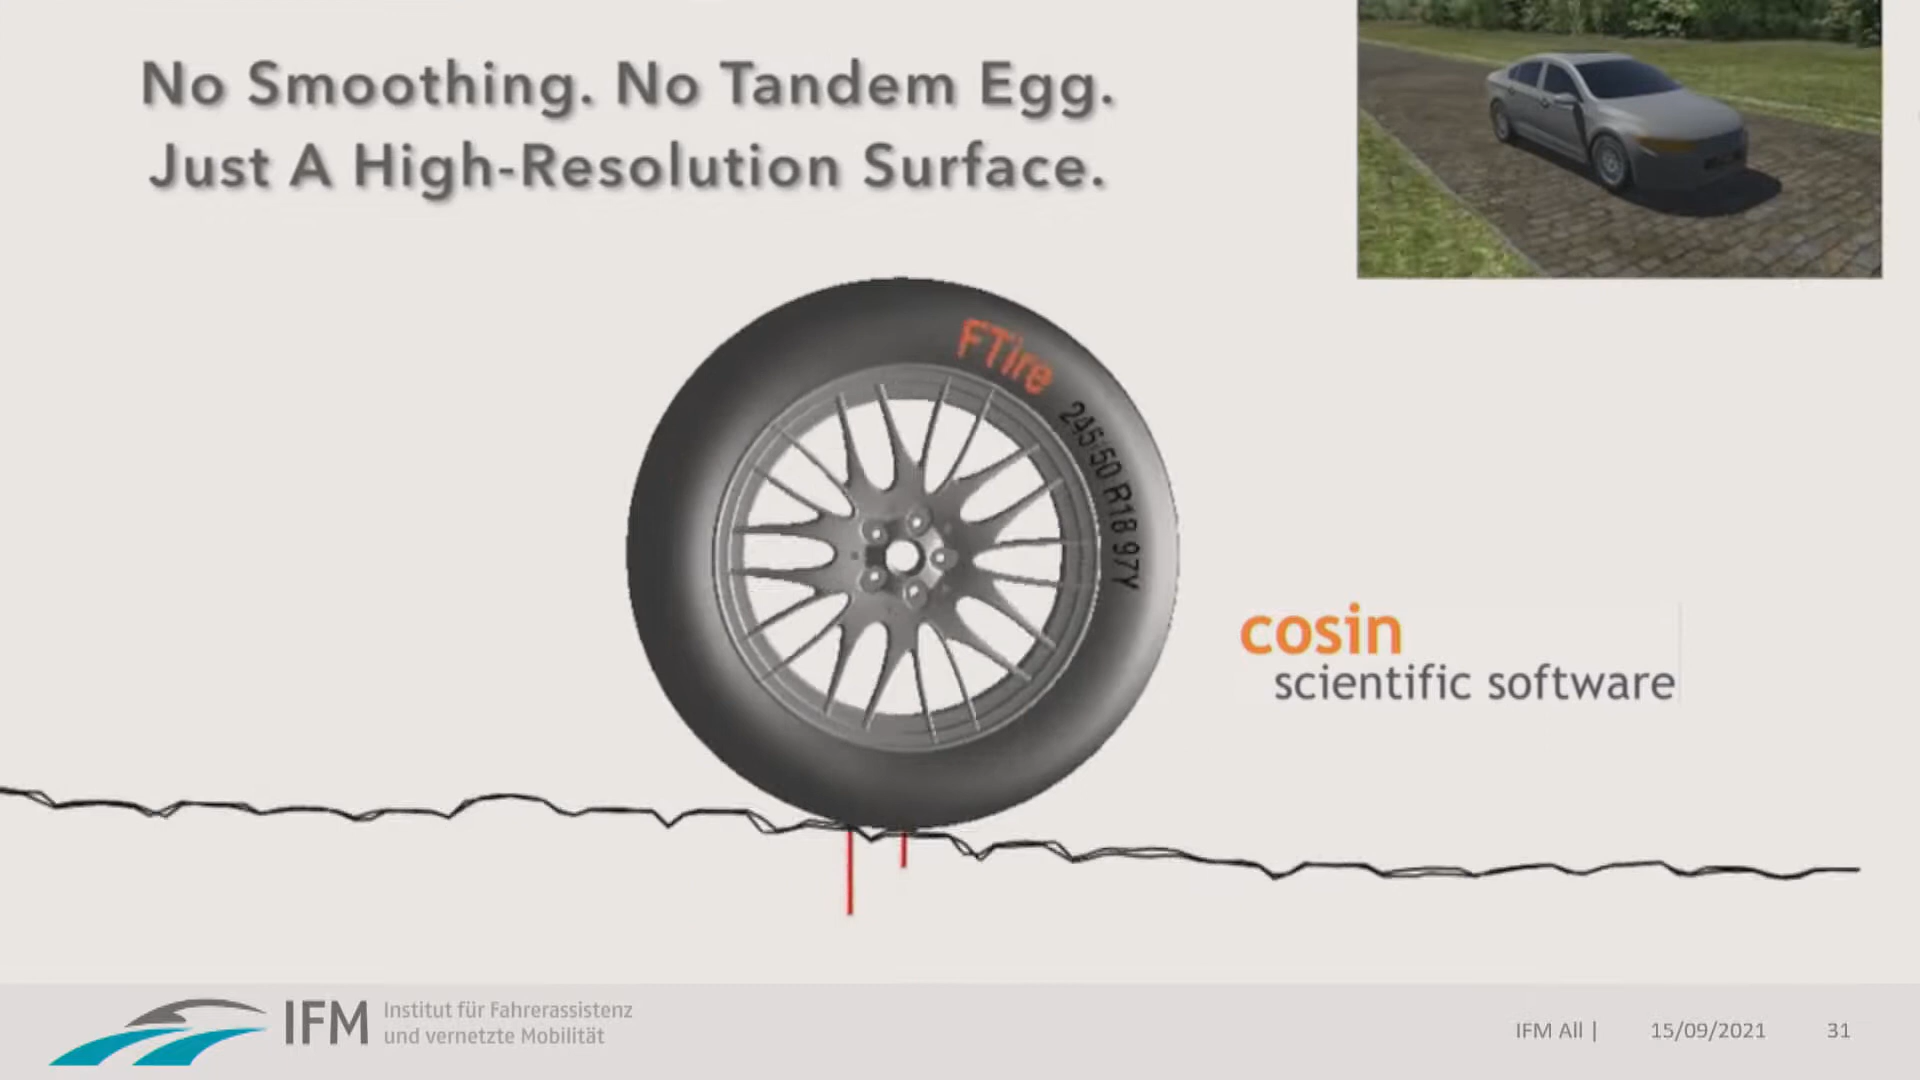 No Smoothing. No Tandem Egg.
Just A High-Resolution Surface.
FTire
245/50 R18 97Y
cosin
scientific software
IFM
Institut für Fahrerassistenz
und vernetzte Mobilität
IFM All |
15/09/2021
31